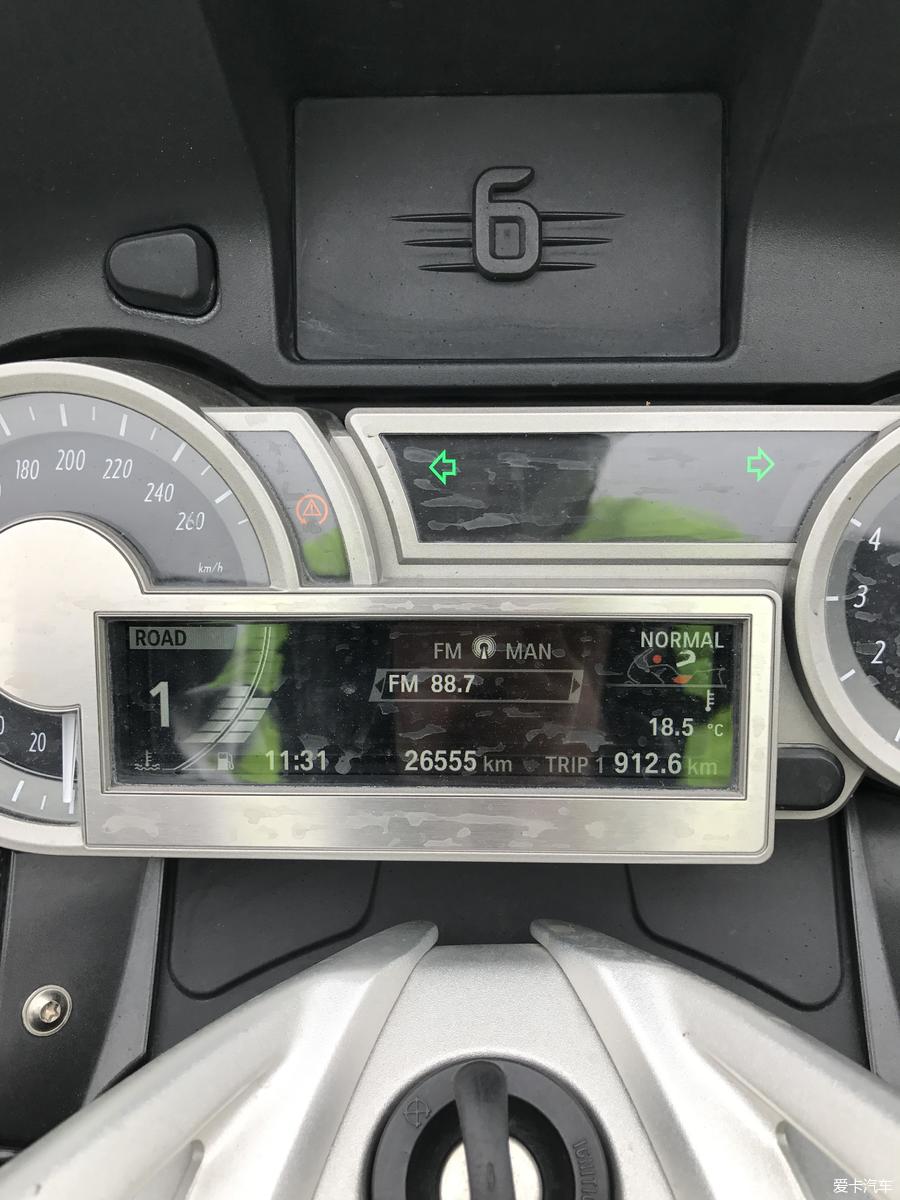 6
180 200 220
240
260
km/h
4
3
2
ROAD
NORMAL
FM MAN
FM 88.7
1
18.5 °C
20
11:31 26555 km TRIP 1 912.6 km
爱卡汽车